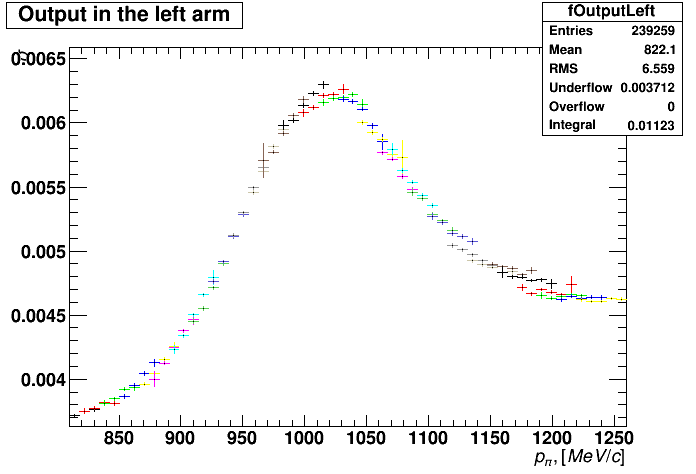 Output in the left arm
fOutputLeft
Entries 239259
Mean 822.1
RMS 6.559
Underflow 0.003712
Overflow 0
Integral 0.01123
0.0065
0.006
0.0055
0.005
0.0045
0.004
850 900 950 1000 1050 1100 1150 1200 1250
p_π, [MeV/c]